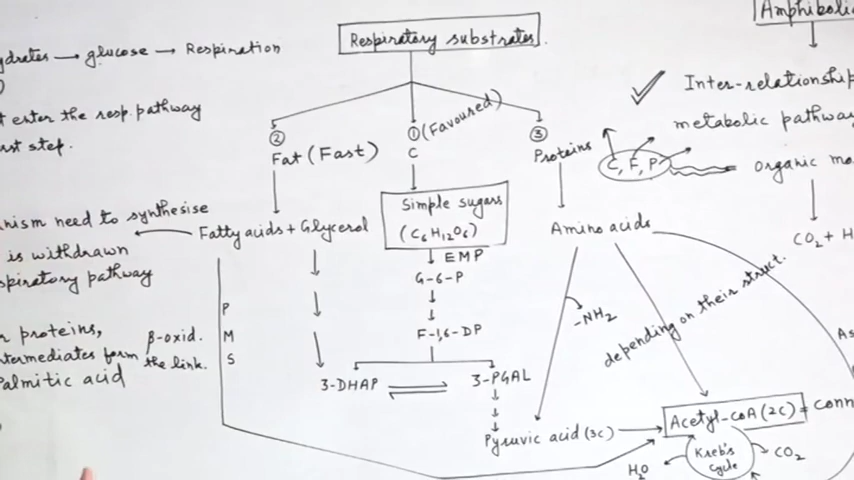 Respiratory substrates
Amphibolic
ydrates → glucose → Respiration
t enter the resp. pathway
rst step.
② Fat (Fast)
① (Favoured)
C
③ Proteins
Inter-relationship
metabolic pathway
C, F, P
Organic
CO₂ + H
nism need to synthesise
is withdrawn
spiratory pathway
r proteins,
ntermediates form
Palmitic acid
β-oxid.
the link.
Fatty acids + Glycerol
Simple sugars
(C₆H₁₂O₆)
EMP
G-6-P
F-1,6-DP
3-DHAP ⇌ 3-PGAL
Amino acids
-NH₂
depending on their struct.
P
M
S
Pyruvic acid (3C) → Acetyl-CoA (2C) = conn
Kreb's
cycle
CO₂
H₂O
As